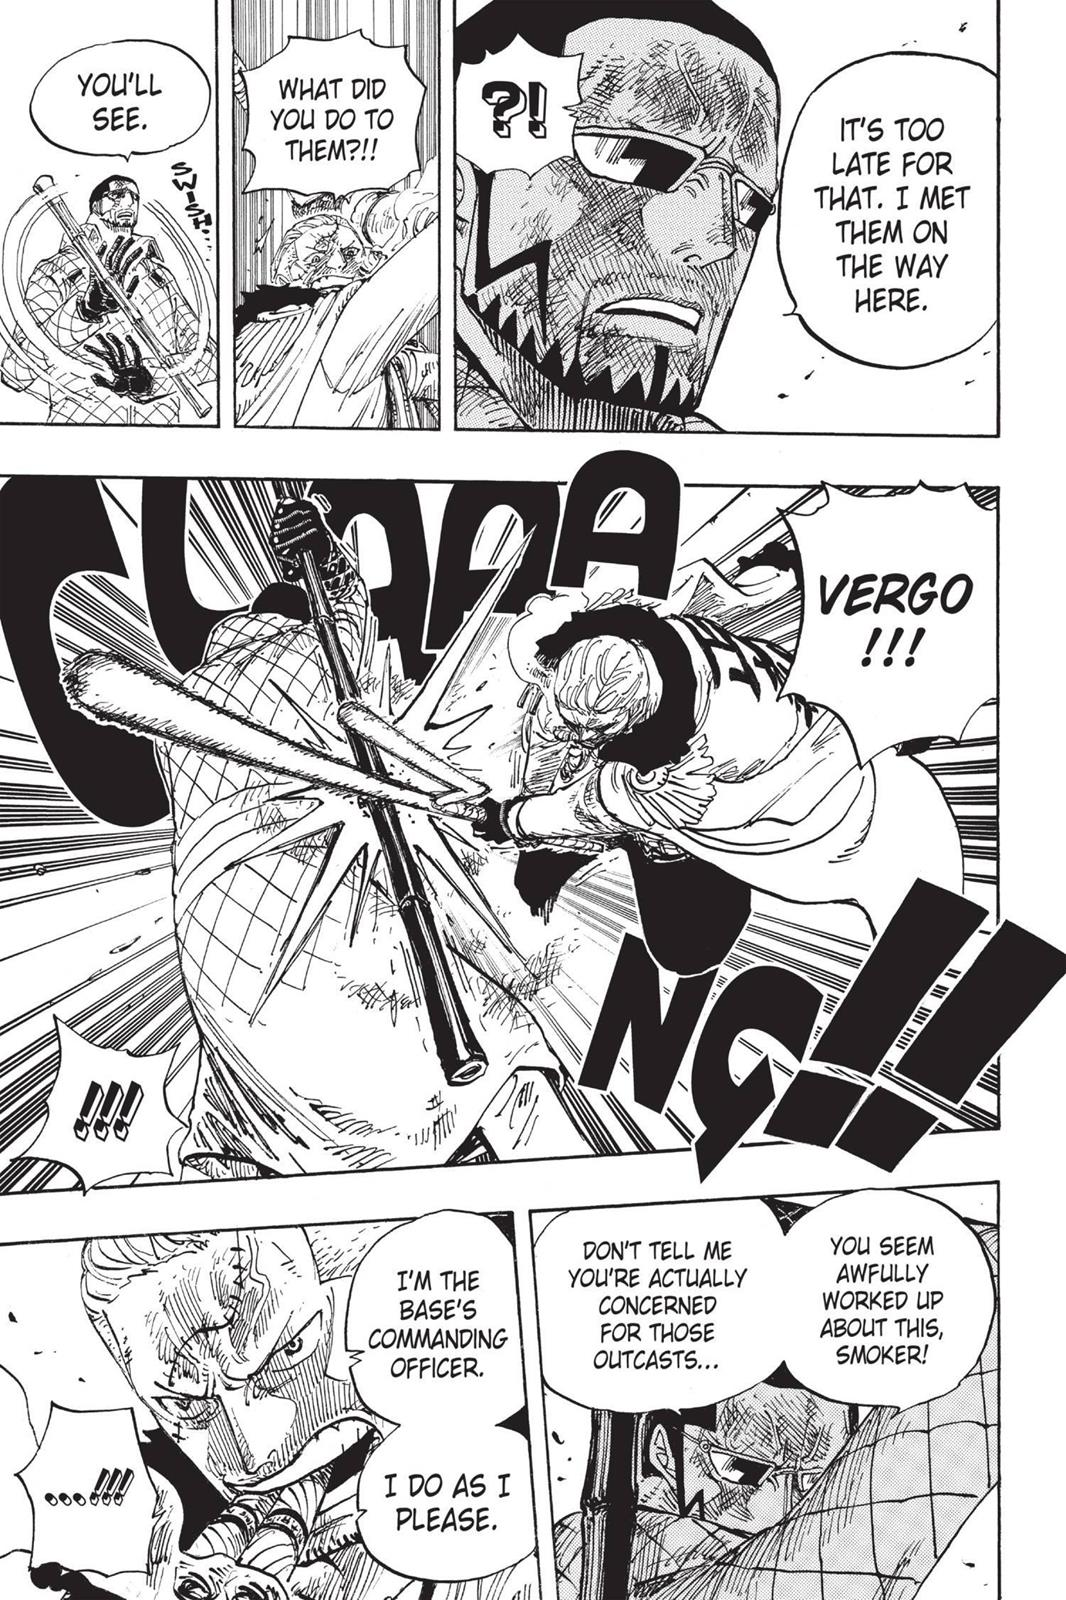 IT'S TOO
LATE FOR
THAT. I MET
THEM ON
THE WAY
HERE.
?!
WHAT DID
YOU DO TO
THEM?!!
YOU'LL
SEE.
SWISH..
VERGO
!!!
CLAAAA
NG!!
!!!
YOU SEEM
AWFULLY
WORKED UP
ABOUT THIS,
SMOKER!
DON'T TELL ME
YOU'RE ACTUALLY
CONCERNED
FOR THOSE
OUTCASTS...
I'M THE
BASE'S
COMMANDING
OFFICER.
I DO AS I
PLEASE.
...!!!